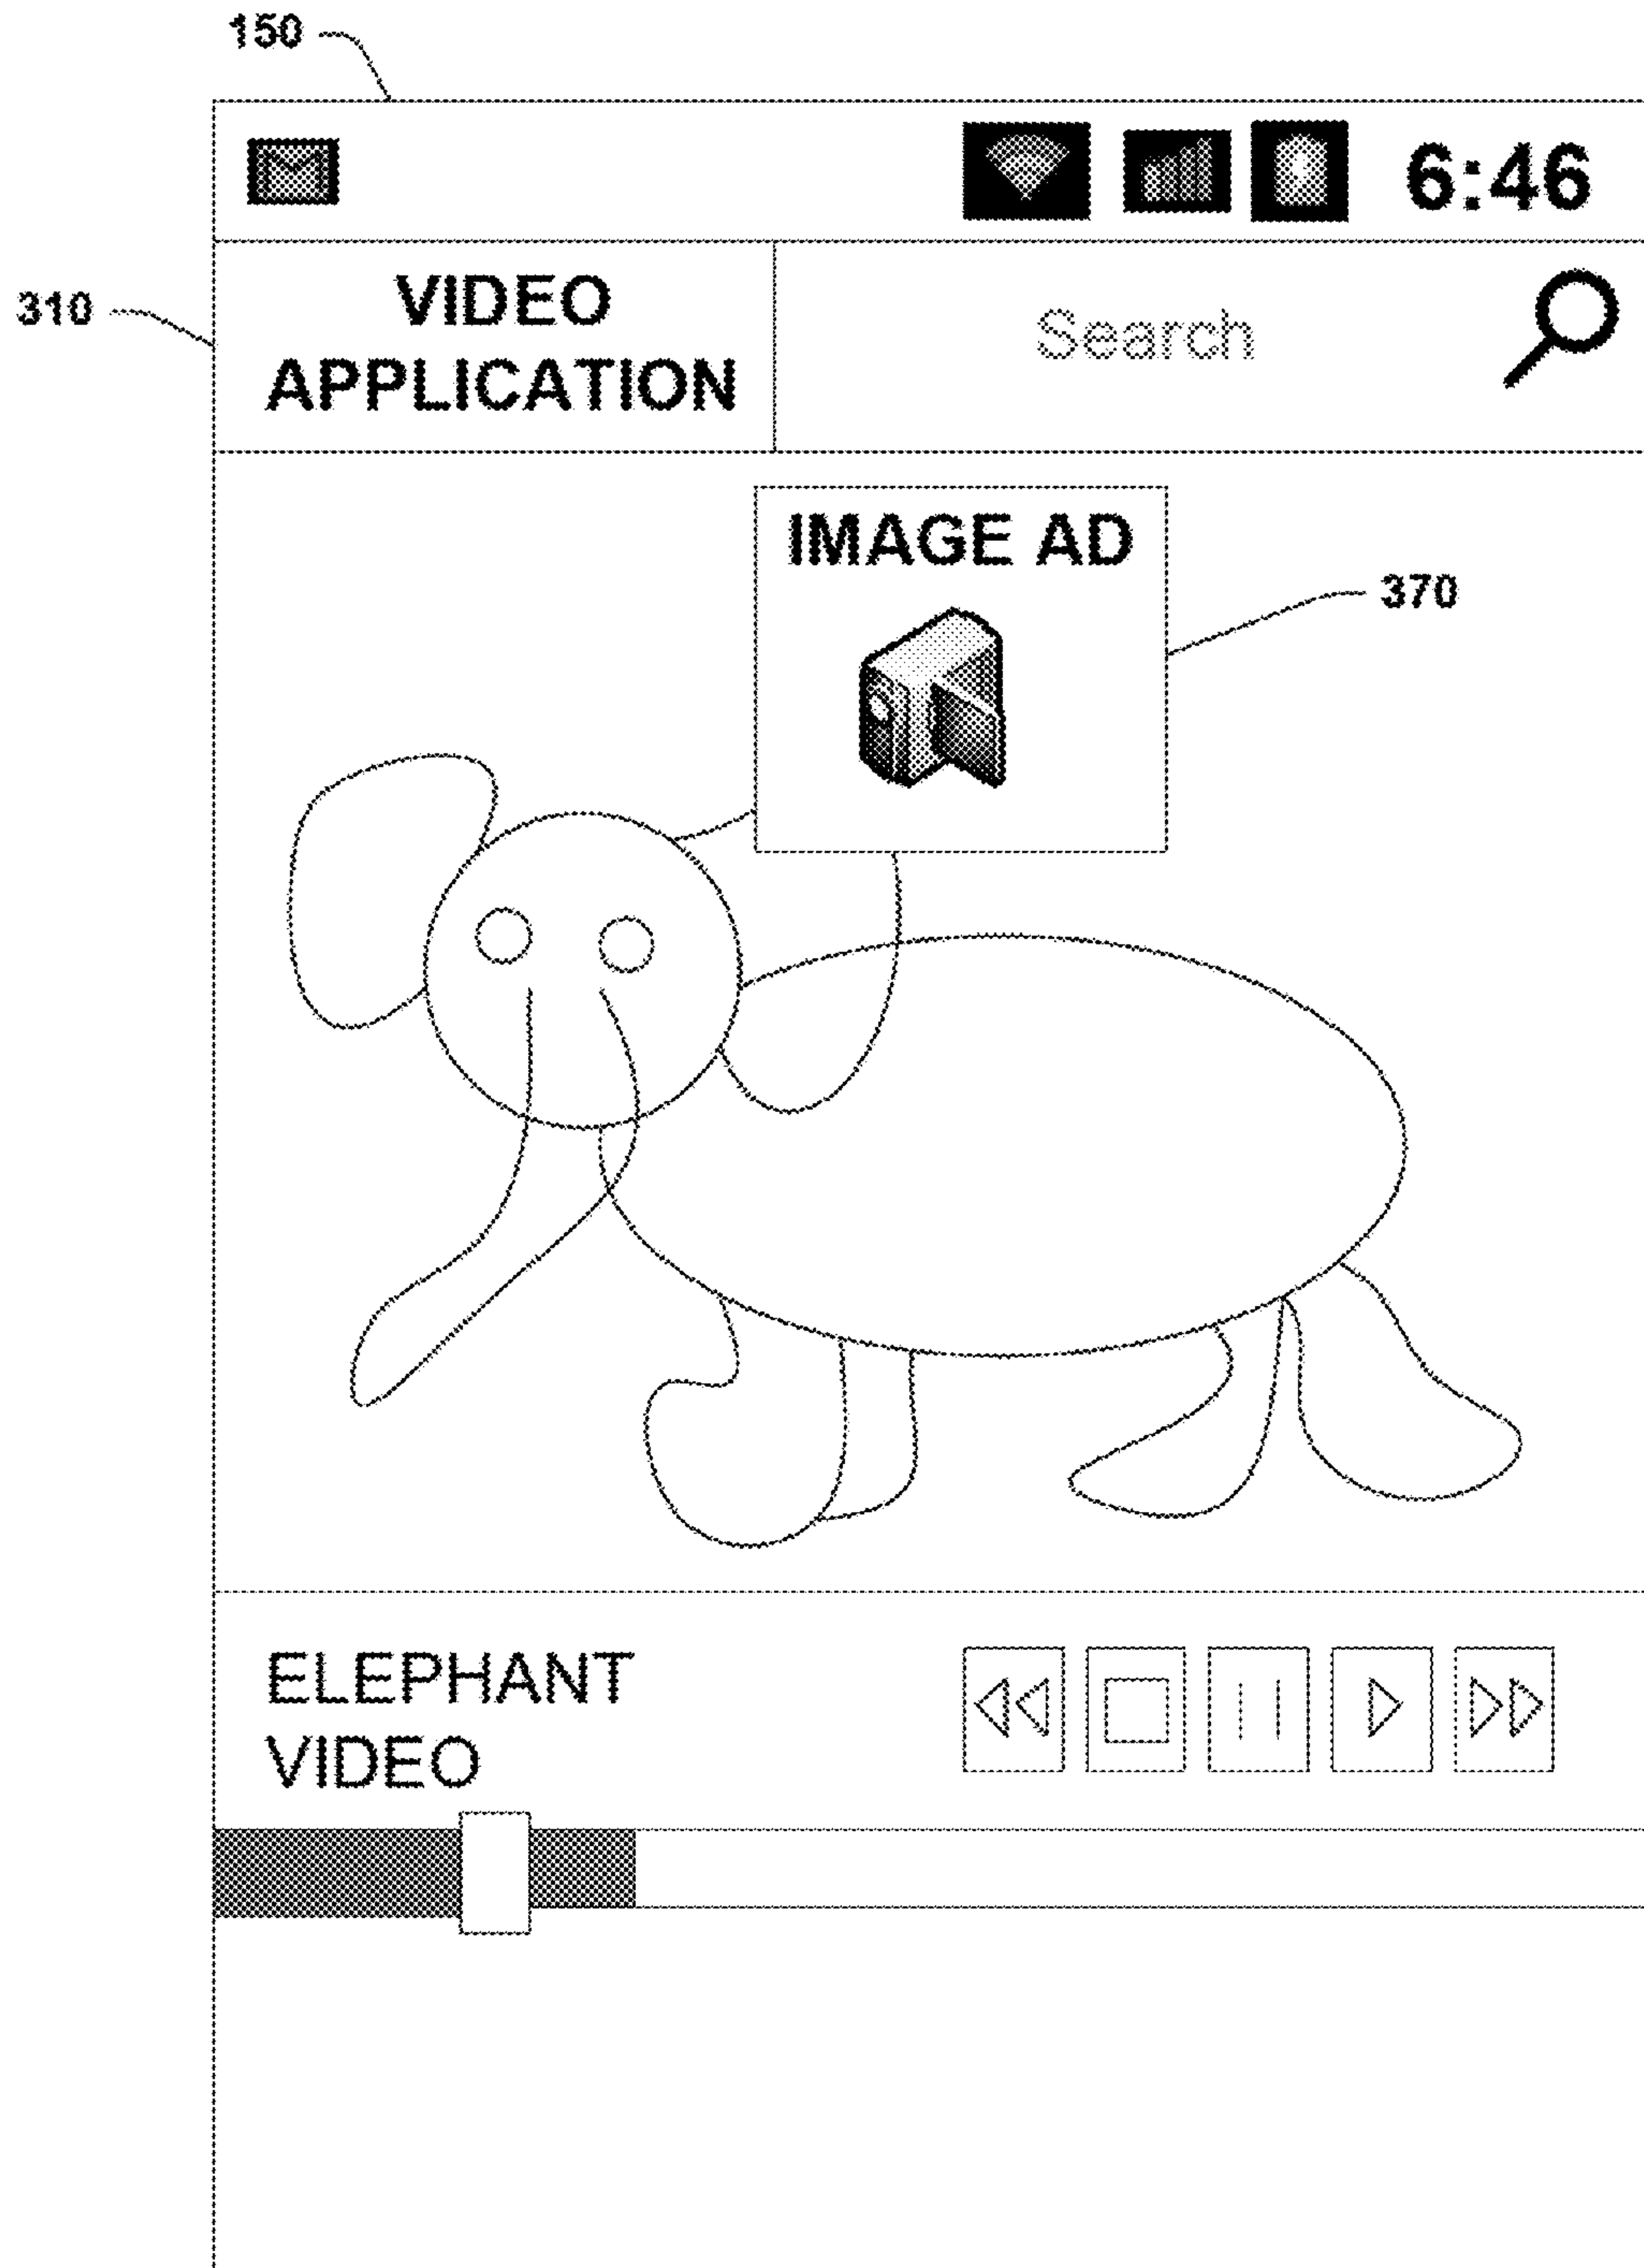 150
6:46
310
VIDEO
APPLICATION
Search
IMAGE AD
370
ELEPHANT
VIDEO